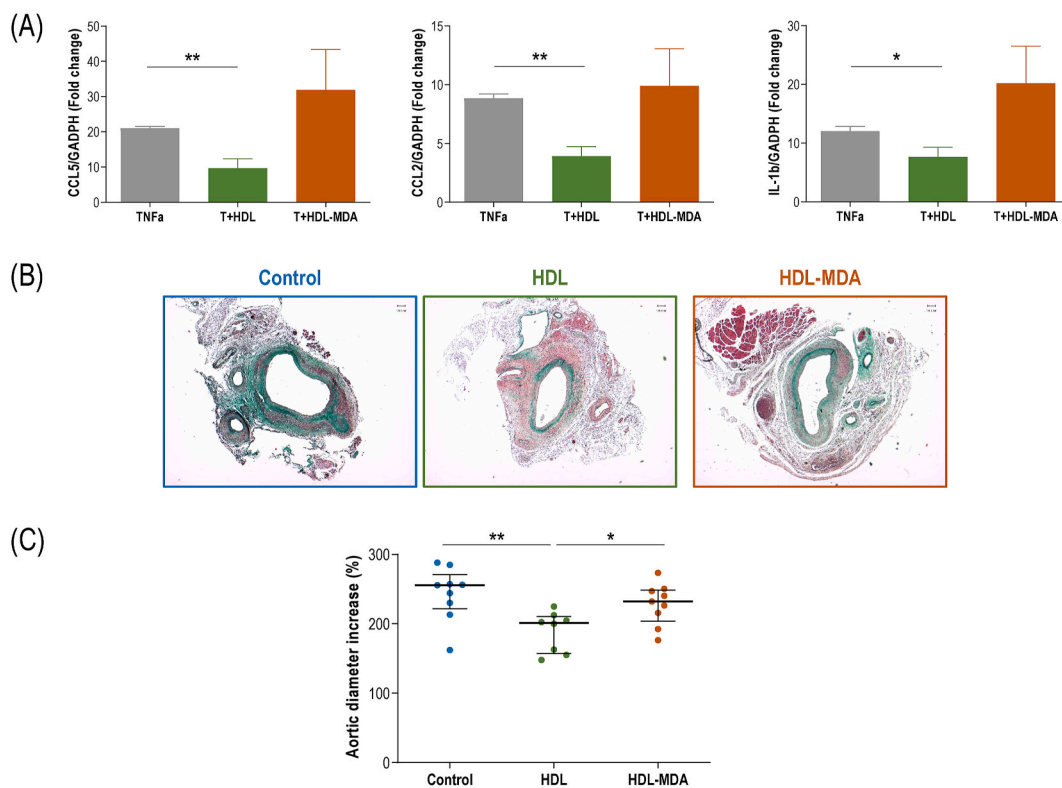 (A)
CCL5/GADPH (Fold change)
50
40
30
20
10
0
**
TNFa
T+HDL
T+HDL-MDA
CCL2/GADPH (Fold change)
15
10
5
0
**
TNFa
T+HDL
T+HDL-MDA
IL-1b/GADPH (Fold change)
30
20
10
0
*
TNFa
T+HDL
T+HDL-MDA
(B)
Control
HDL
HDL-MDA
(C)
Aortic diameter increase (%)
300
200
100
0
**
*
Control
HDL
HDL-MDA